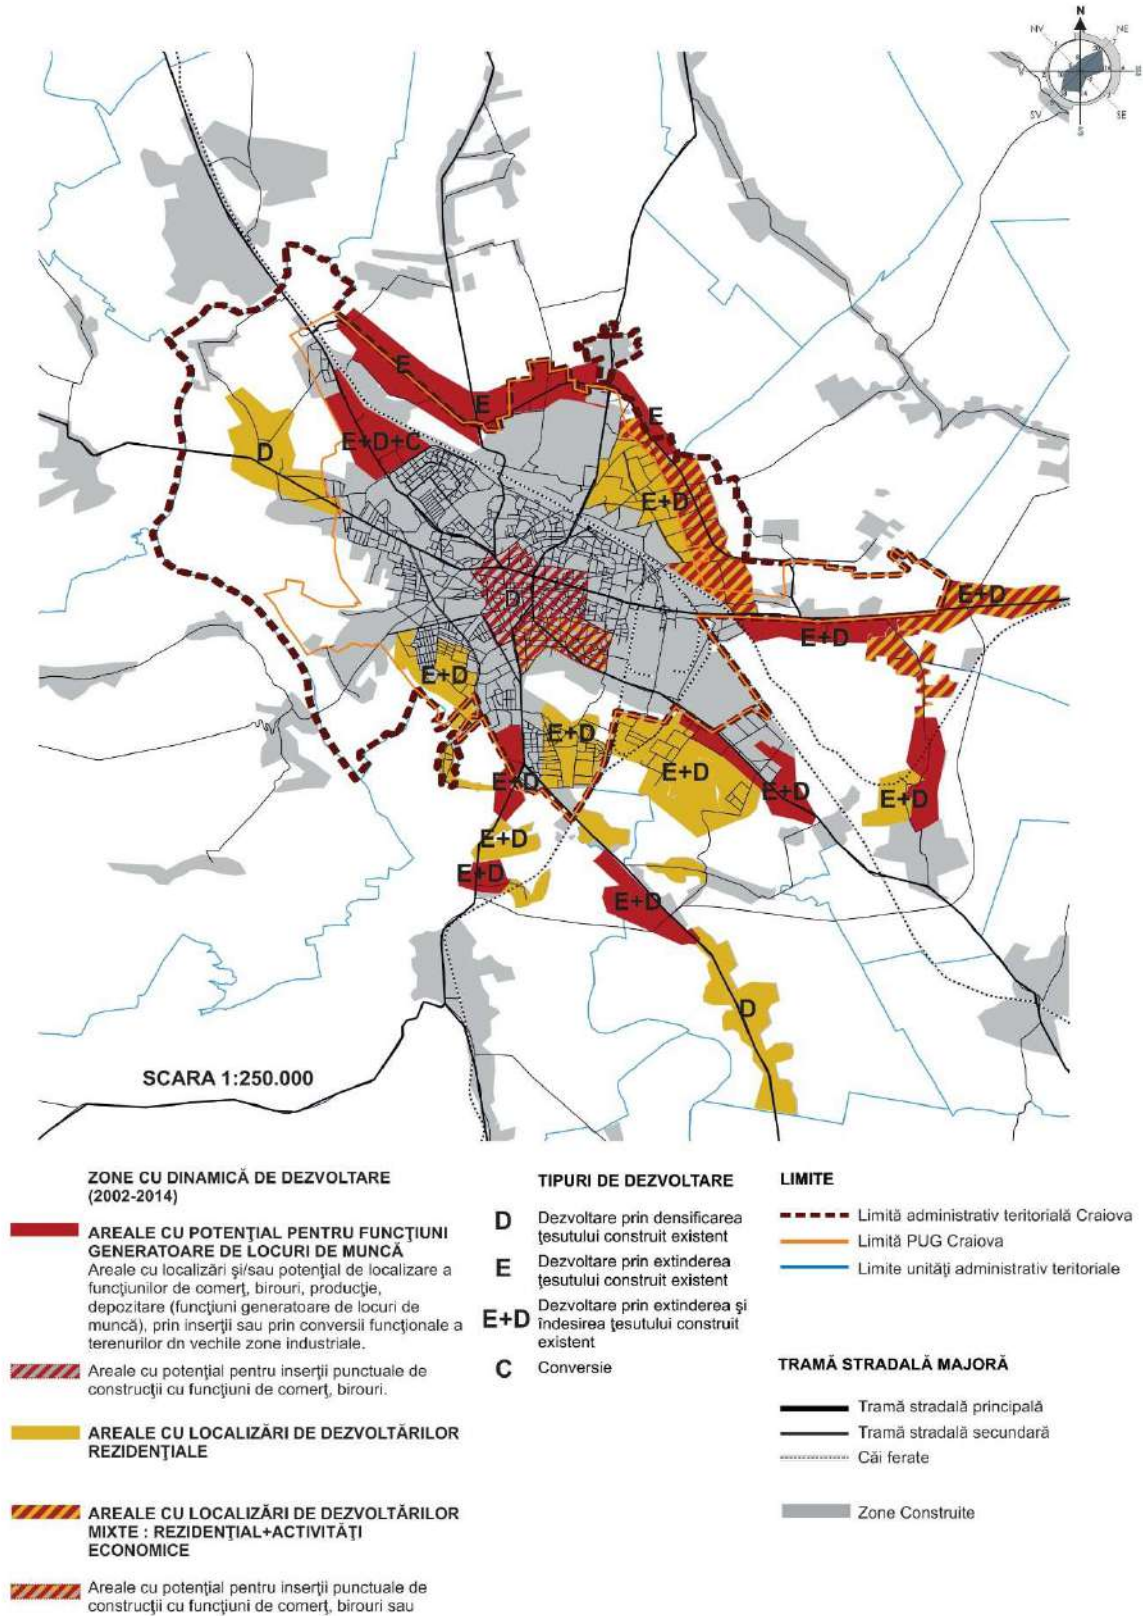 N
NV
NE
V
E
SV
SE
S
E
E
E
E+D+C
D
E+D
D
E+D
E+D
E+D
E+D
E+D
E+D
E+D
E+D
E+D
E+D
E+D
D
SCARA 1:250.000
ZONE CU DINAMICĂ DE DEZVOLTARE
(2002-2014)
AREALE CU POTENȚIAL PENTRU FUNCȚIUNI
GENERATOARE DE LOCURI DE MUNCĂ
Areale cu localizări și/sau potențial de localizare a
funcțiunilor de comerț, birouri, producție,
depozitare (funcțiuni generatoare de locuri de
muncă), prin inserții sau prin conversii funcționale a
terenurilor dn vechile zone industriale.
Areale cu potențial pentru inserții punctuale de
construcții cu funcțiuni de comerț, birouri.
AREALE CU LOCALIZĂRI DE DEZVOLTĂRILOR
REZIDENȚIALE
AREALE CU LOCALIZĂRI DE DEZVOLTĂRILOR
MIXTE : REZIDENȚIAL+ACTIVITĂȚI
ECONOMICE
Areale cu potențial pentru inserții punctuale de
construcții cu funcțiuni de comerț, birouri sau
TIPURI DE DEZVOLTARE
D Dezvoltare prin densificarea
țesutului construit existent
E Dezvoltare prin extinderea
țesutului construit existent
E+D Dezvoltare prin extinderea și
îndesirea țesutului construit
existent
C Conversie
LIMITE
Limită administrativ teritorială Craiova
Limită PUG Craiova
Limite unități administrativ teritoriale
TRAMĂ STRADALĂ MAJORĂ
Tramă stradală principală
Tramă stradală secundară
Căi ferate
Zone Construite